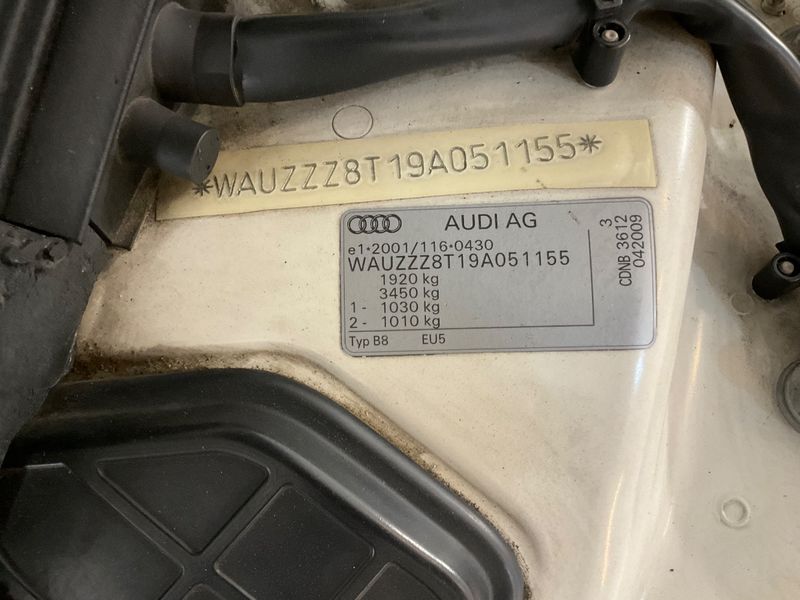 *WAUZZZ8T19A051155*
AUDI AG
e1*2001/116*0430
WAUZZZ8T19A051155
1920 kg
3450 kg
1- 1030 kg
2- 1010 kg
Typ B8 EU5
3
CDNB 3612
042009